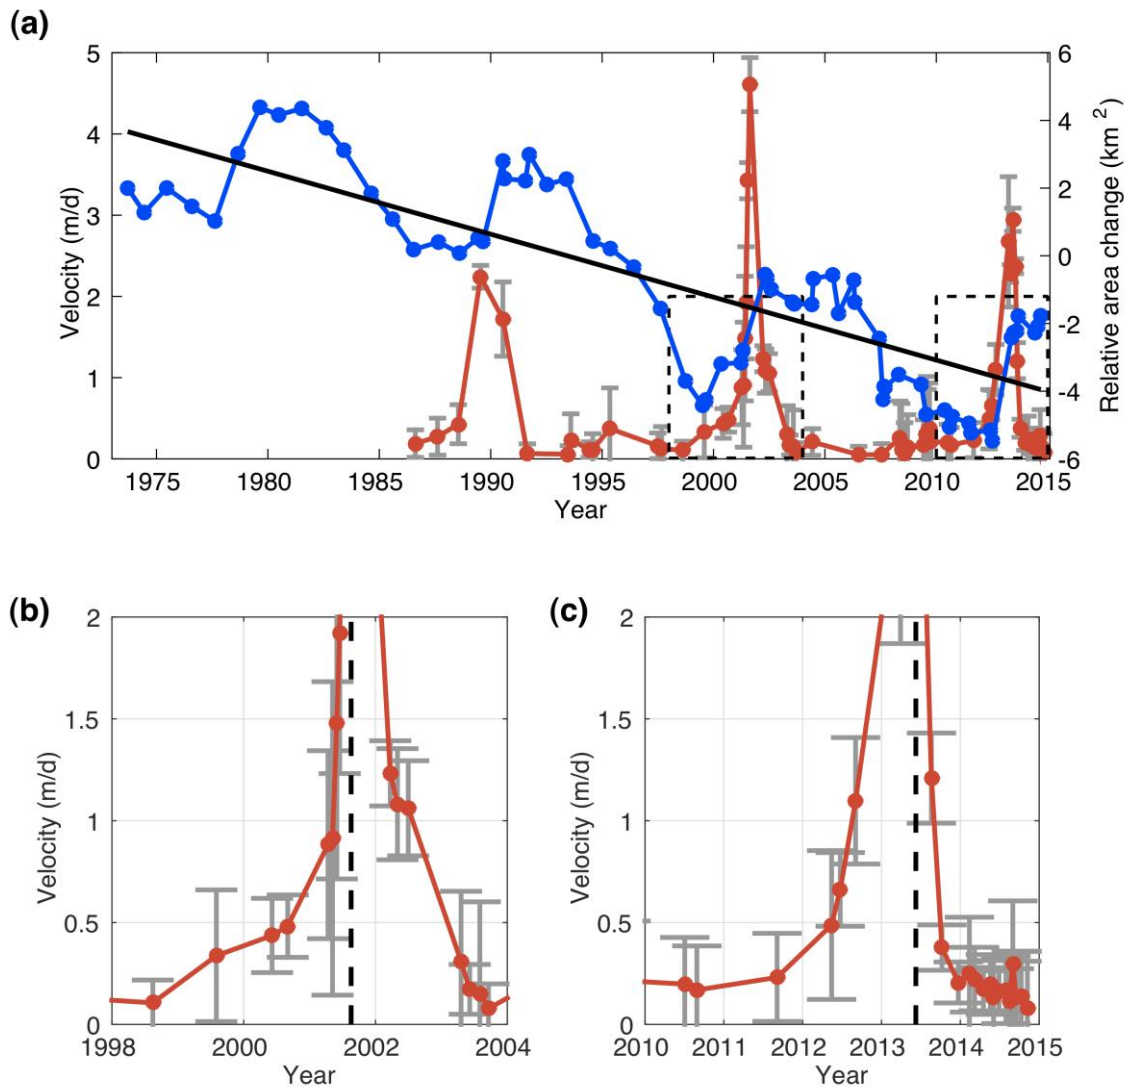 (a)
5
4
3
2
1
0
Velocity (m/d)
6
4
2
0
-2
-4
-6
Relative area change (km 2)
1975 1980 1985 1990 1995 2000 2005 2010 2015
Year
(b)
2
1.5
1
0.5
0
Velocity (m/d)
1998 2000 2002 2004
Year
(c)
2
1.5
1
0.5
0
Velocity (m/d)
2010 2011 2012 2013 2014 2015
Year